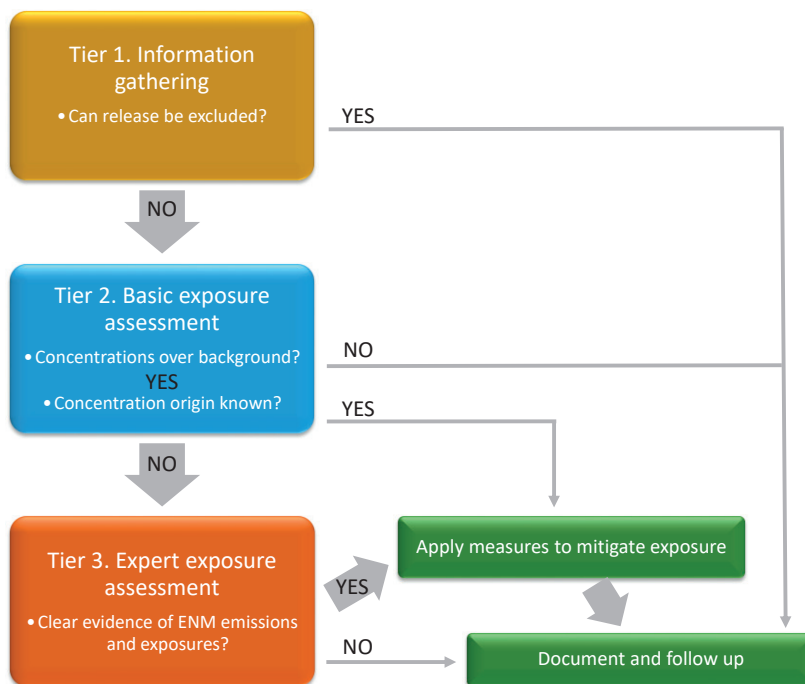 Tier 1. Information
gathering
• Can release be excluded?
YES
NO
Tier 2. Basic exposure
assessment
• Concentrations over background?
YES
• Concentration origin known?
NO
YES
NO
Tier 3. Expert exposure
assessment
• Clear evidence of ENM emissions
and exposures?
YES
NO
Apply measures to mitigate exposure
Document and follow up